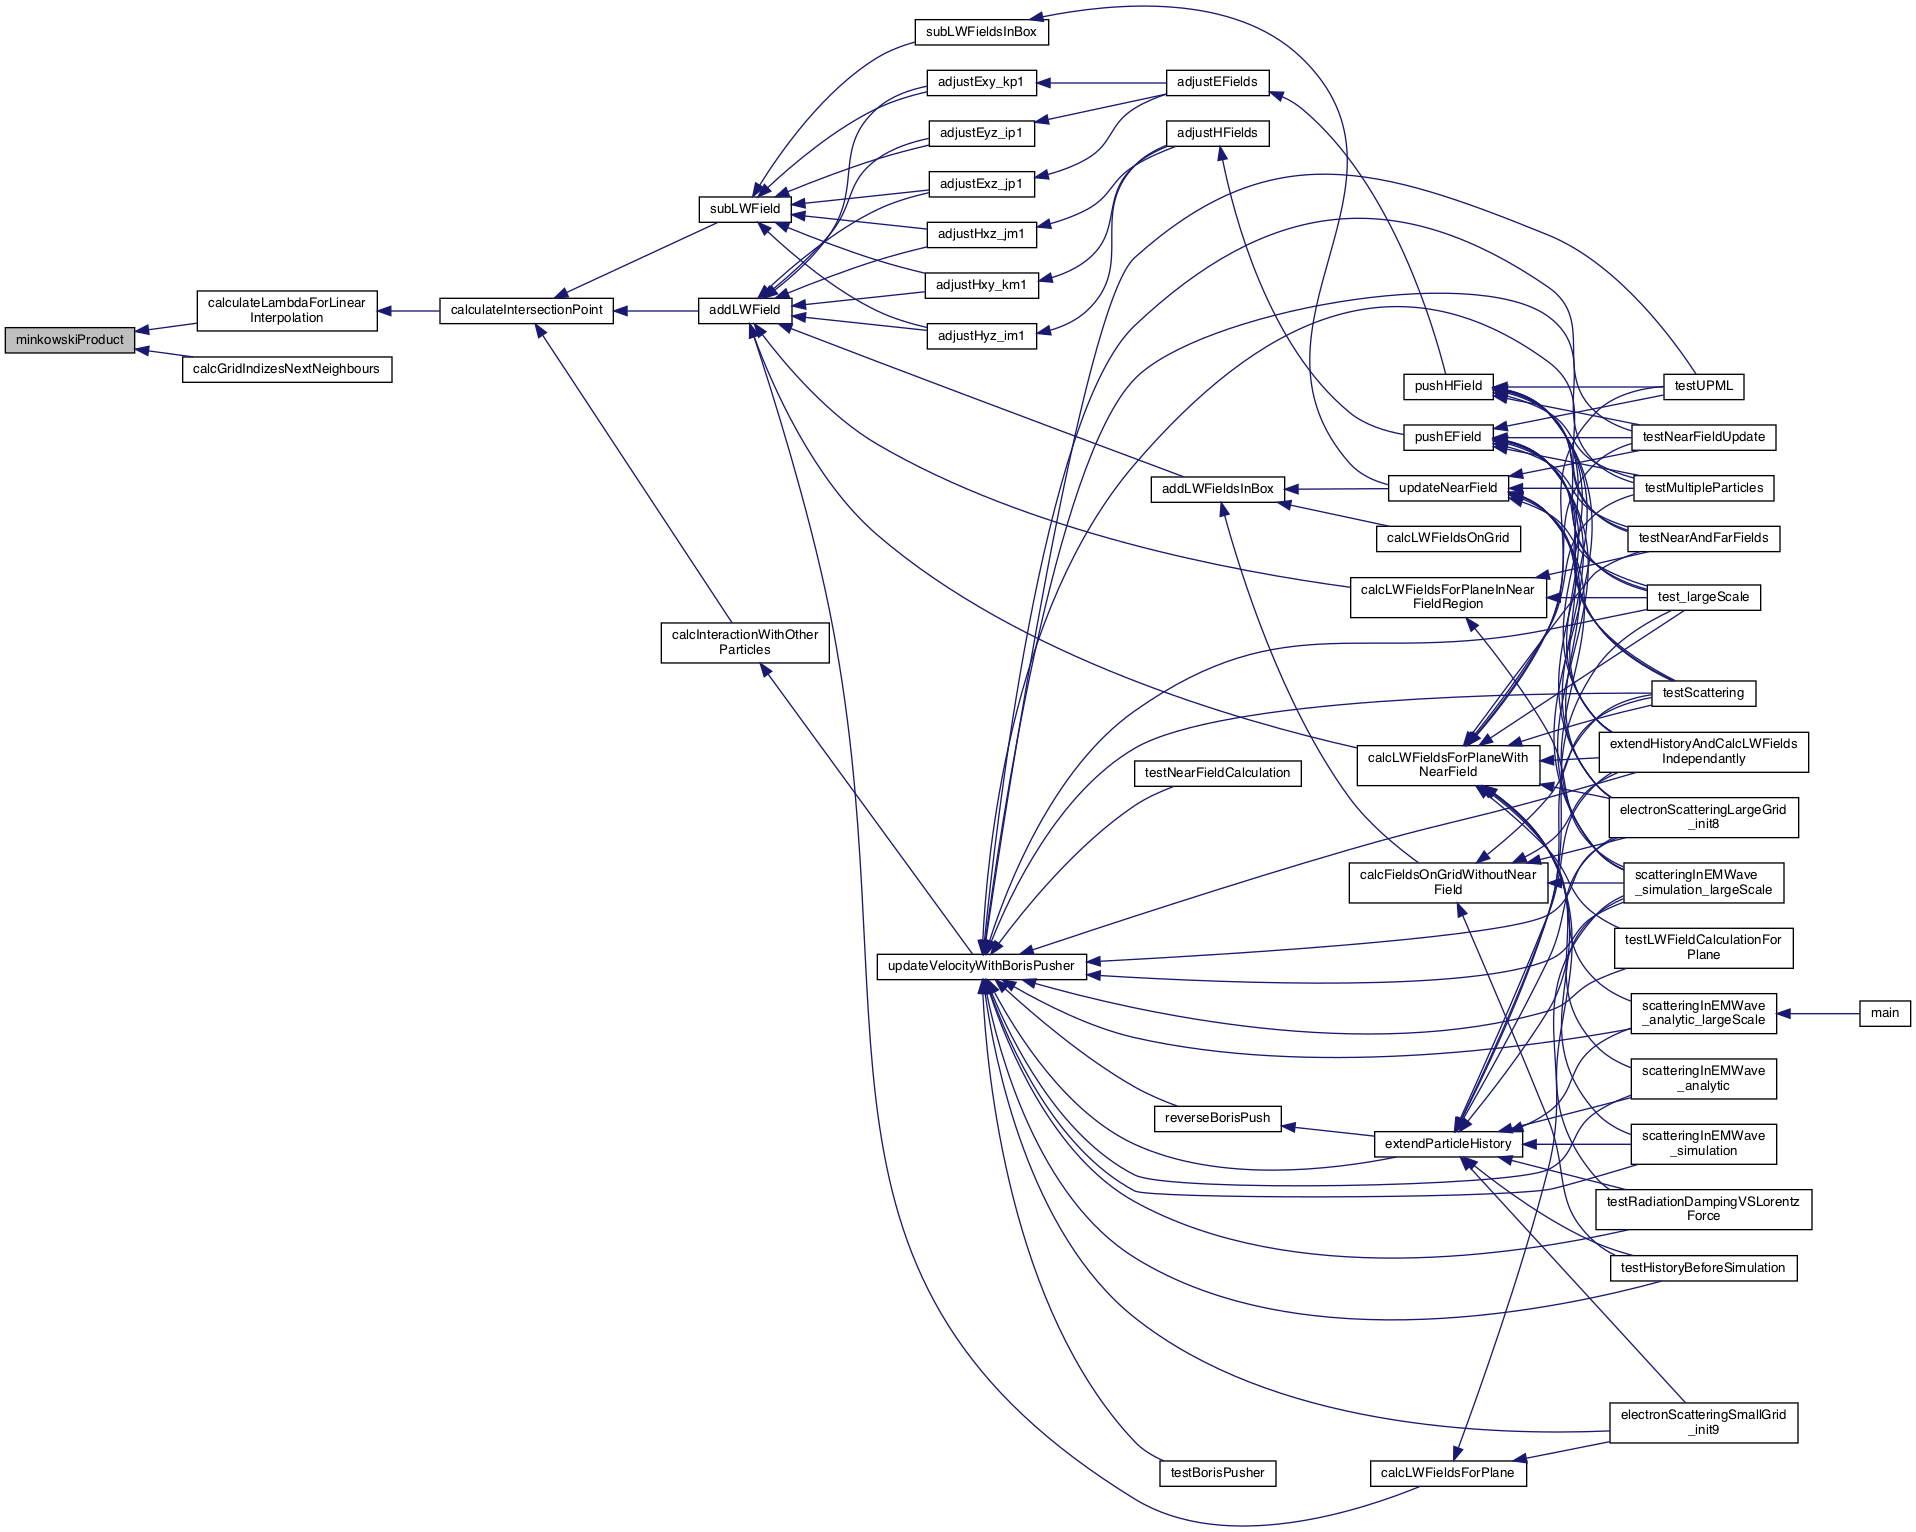 minkowskiProduct
calculateLambdaForLinear
Interpolation
calcGridIndizesNextNeighbours
calculateIntersectionPoint
subLWField
addLWField
calcInteractionWithOther
Particles
subLWFieldsInBox
adjustExy_kp1
adjustEyz_ip1
adjustExz_jp1
adjustHxz_jm1
adjustHxy_km1
adjustHyz_im1
updateVelocityWithBorisPusher
adjustEFields
adjustHFields
addLWFieldsInBox
testNearFieldCalculation
reverseBorisPush
testBorisPusher
pushHField
pushEField
updateNearField
calcLWFieldsOnGrid
calcLWFieldsForPlaneInNear
FieldRegion
calcLWFieldsForPlaneWith
NearField
calcFieldsOnGridWithoutNear
Field
extendParticleHistory
calcLWFieldsForPlane
testUPML
testNearFieldUpdate
testMultipleParticles
testNearAndFarFields
test_largeScale
testScattering
extendHistoryAndCalcLWFields
Independantly
electronScatteringLargeGrid
_init8
scatteringInEMWave
_simulation_largeScale
testLWFieldCalculationFor
Plane
scatteringInEMWave
_analytic_largeScale
scatteringInEMWave
_analytic
scatteringInEMWave
_simulation
testRadiationDampingVSLorentz
Force
testHistoryBeforeSimulation
electronScatteringSmallGrid
_init9
main